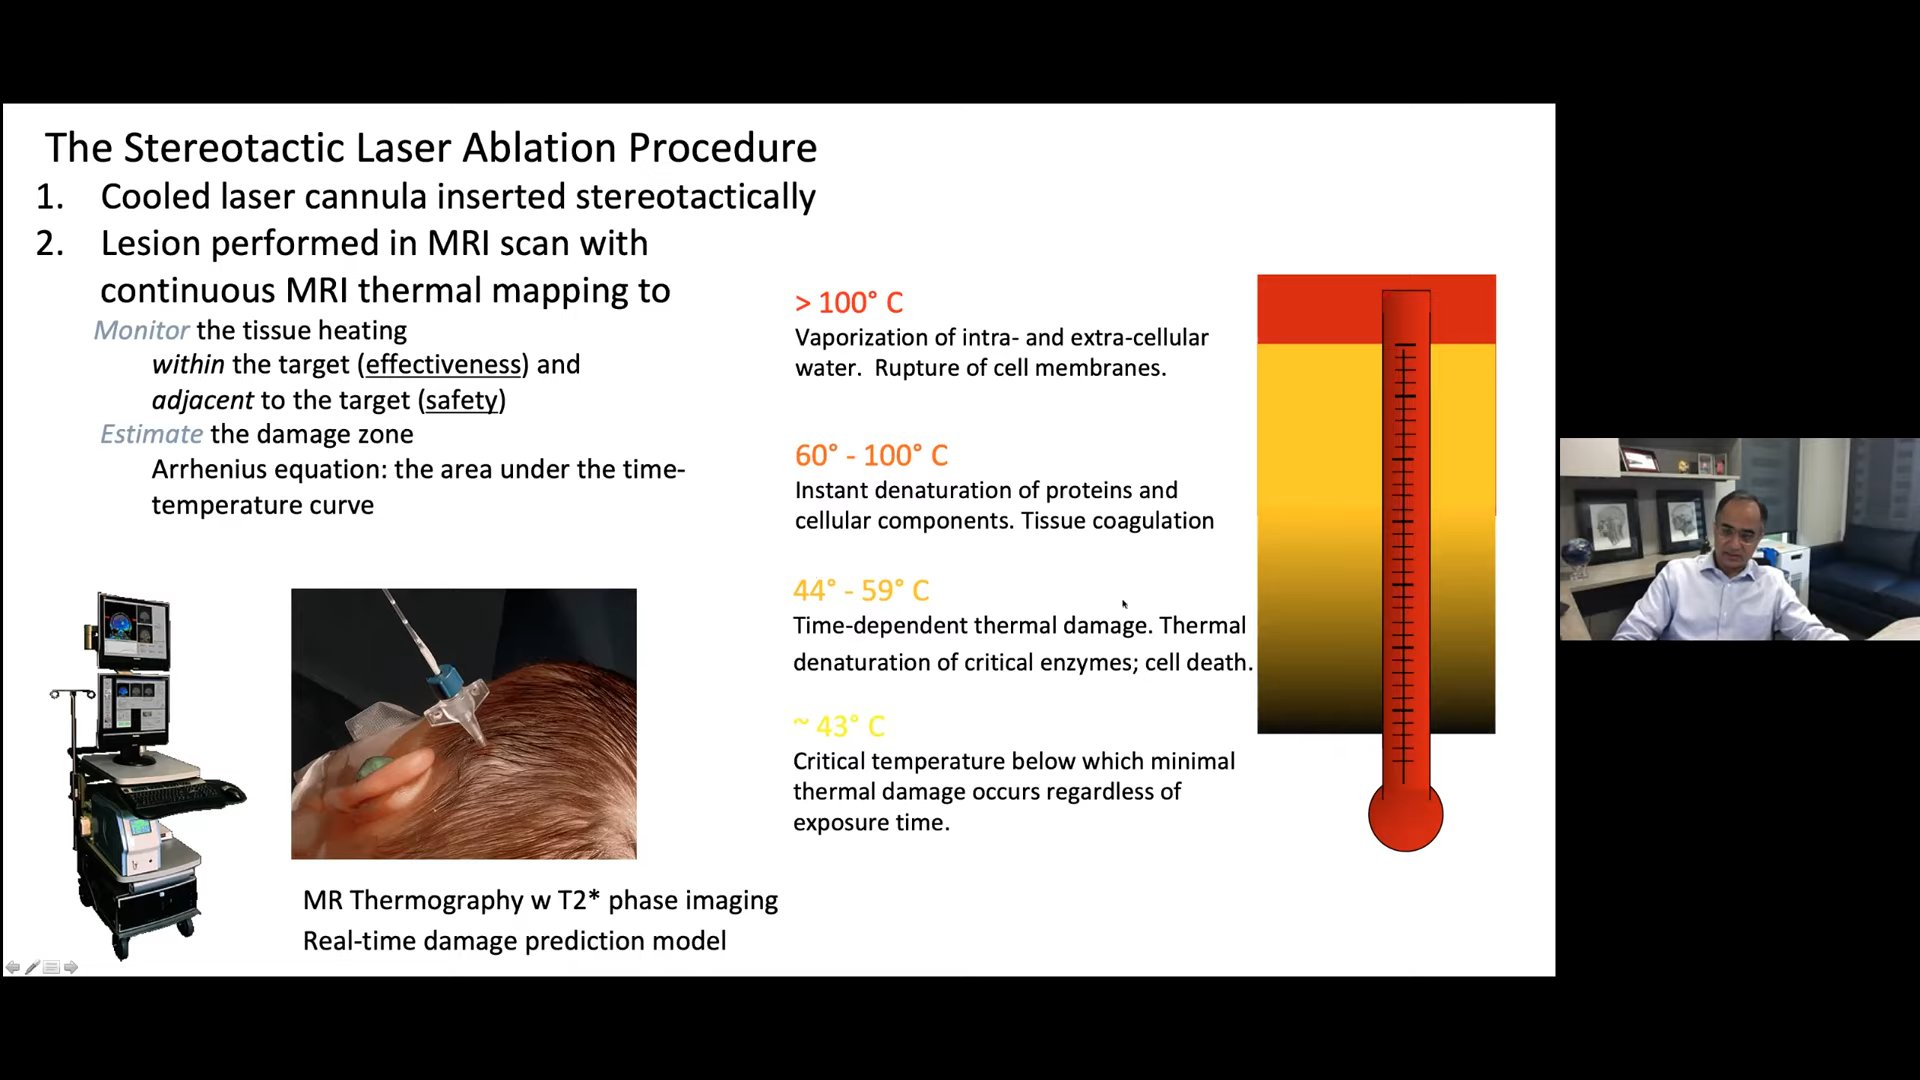 The Stereotactic Laser Ablation Procedure
1. Cooled laser cannula inserted stereotactically
2. Lesion performed in MRI scan with
continuous MRI thermal mapping to
Monitor the tissue heating
within the target (effectiveness) and
adjacent to the target (safety)
Estimate the damage zone
Arrhenius equation: the area under the time-
temperature curve
> 100° C
Vaporization of intra- and extra-cellular
water. Rupture of cell membranes.
60° - 100° C
Instant denaturation of proteins and
cellular components. Tissue coagulation
44° - 59° C
Time-dependent thermal damage. Thermal
denaturation of critical enzymes; cell death.
~ 43° C
Critical temperature below which minimal
thermal damage occurs regardless of
exposure time.
MR Thermography w T2* phase imaging
Real-time damage prediction model